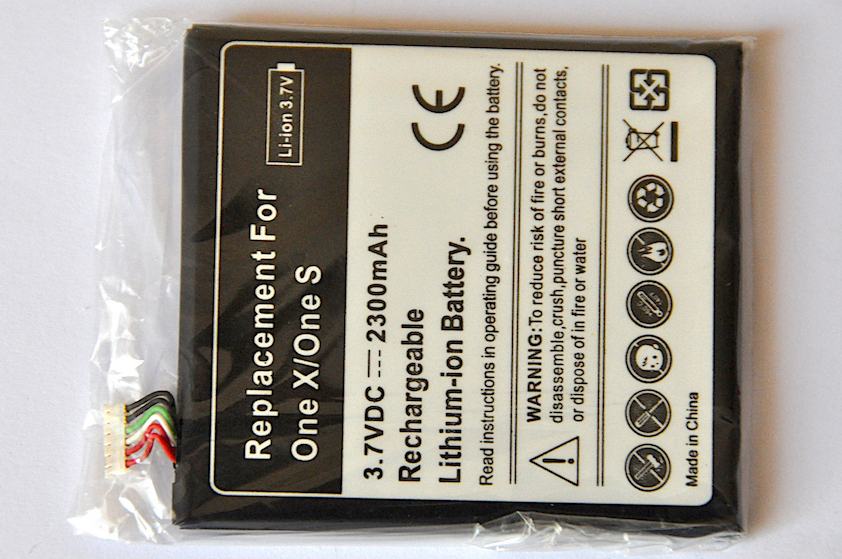 Replacement For
One X/One S
Li-ion 3.7V
3.7VDC ⎓ 2300mAh
Rechargeable
Lithium-ion Battery.
CE
Read instructions in operating guide before using the battery.
WARNING:To reduce risk of fire or burns,do not
disassemble,crush,puncture short external contacts,
or dispose of in fire or water
Made in China